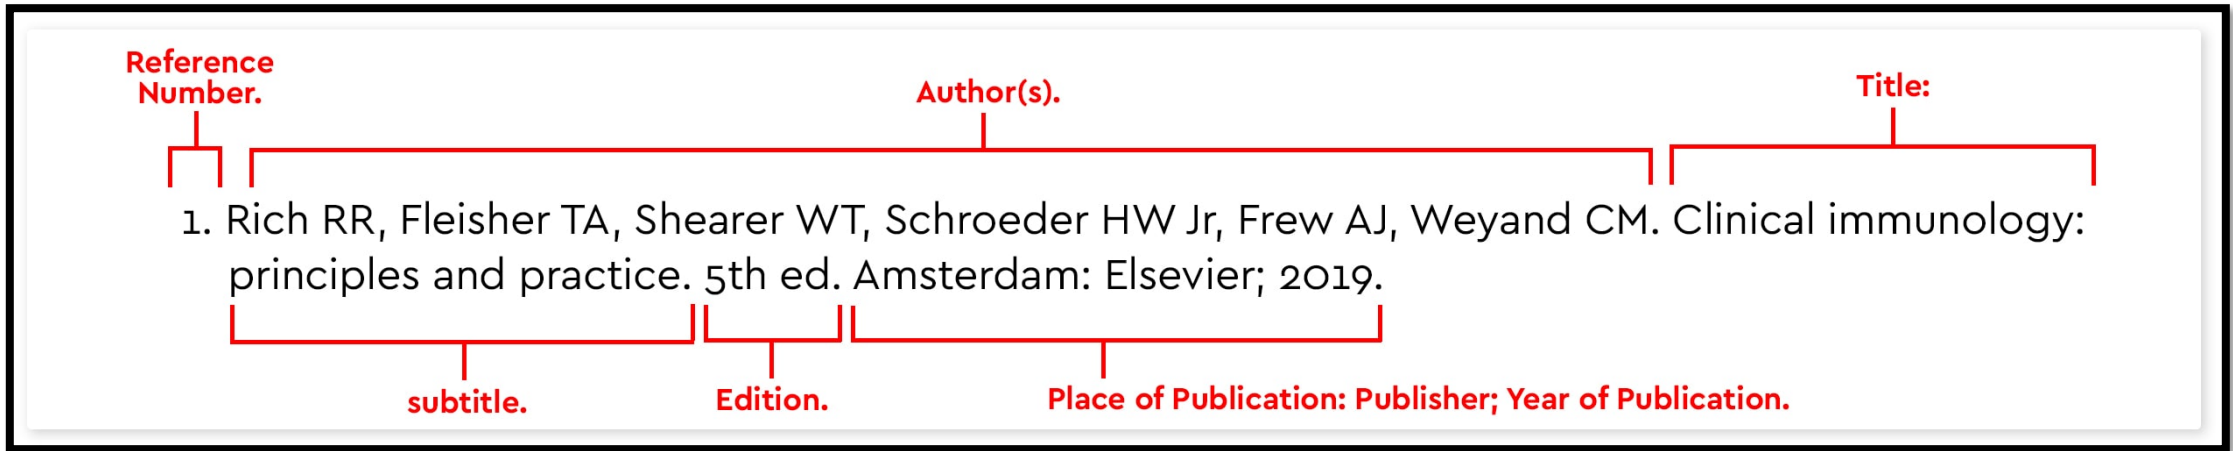 Reference
Number.
Author(s).
Title:
1. Rich RR, Fleisher TA, Shearer WT, Schroeder HW Jr, Frew AJ, Weyand CM. Clinical immunology:
principles and practice. 5th ed. Amsterdam: Elsevier; 2019.
subtitle.
Edition.
Place of Publication: Publisher; Year of Publication.